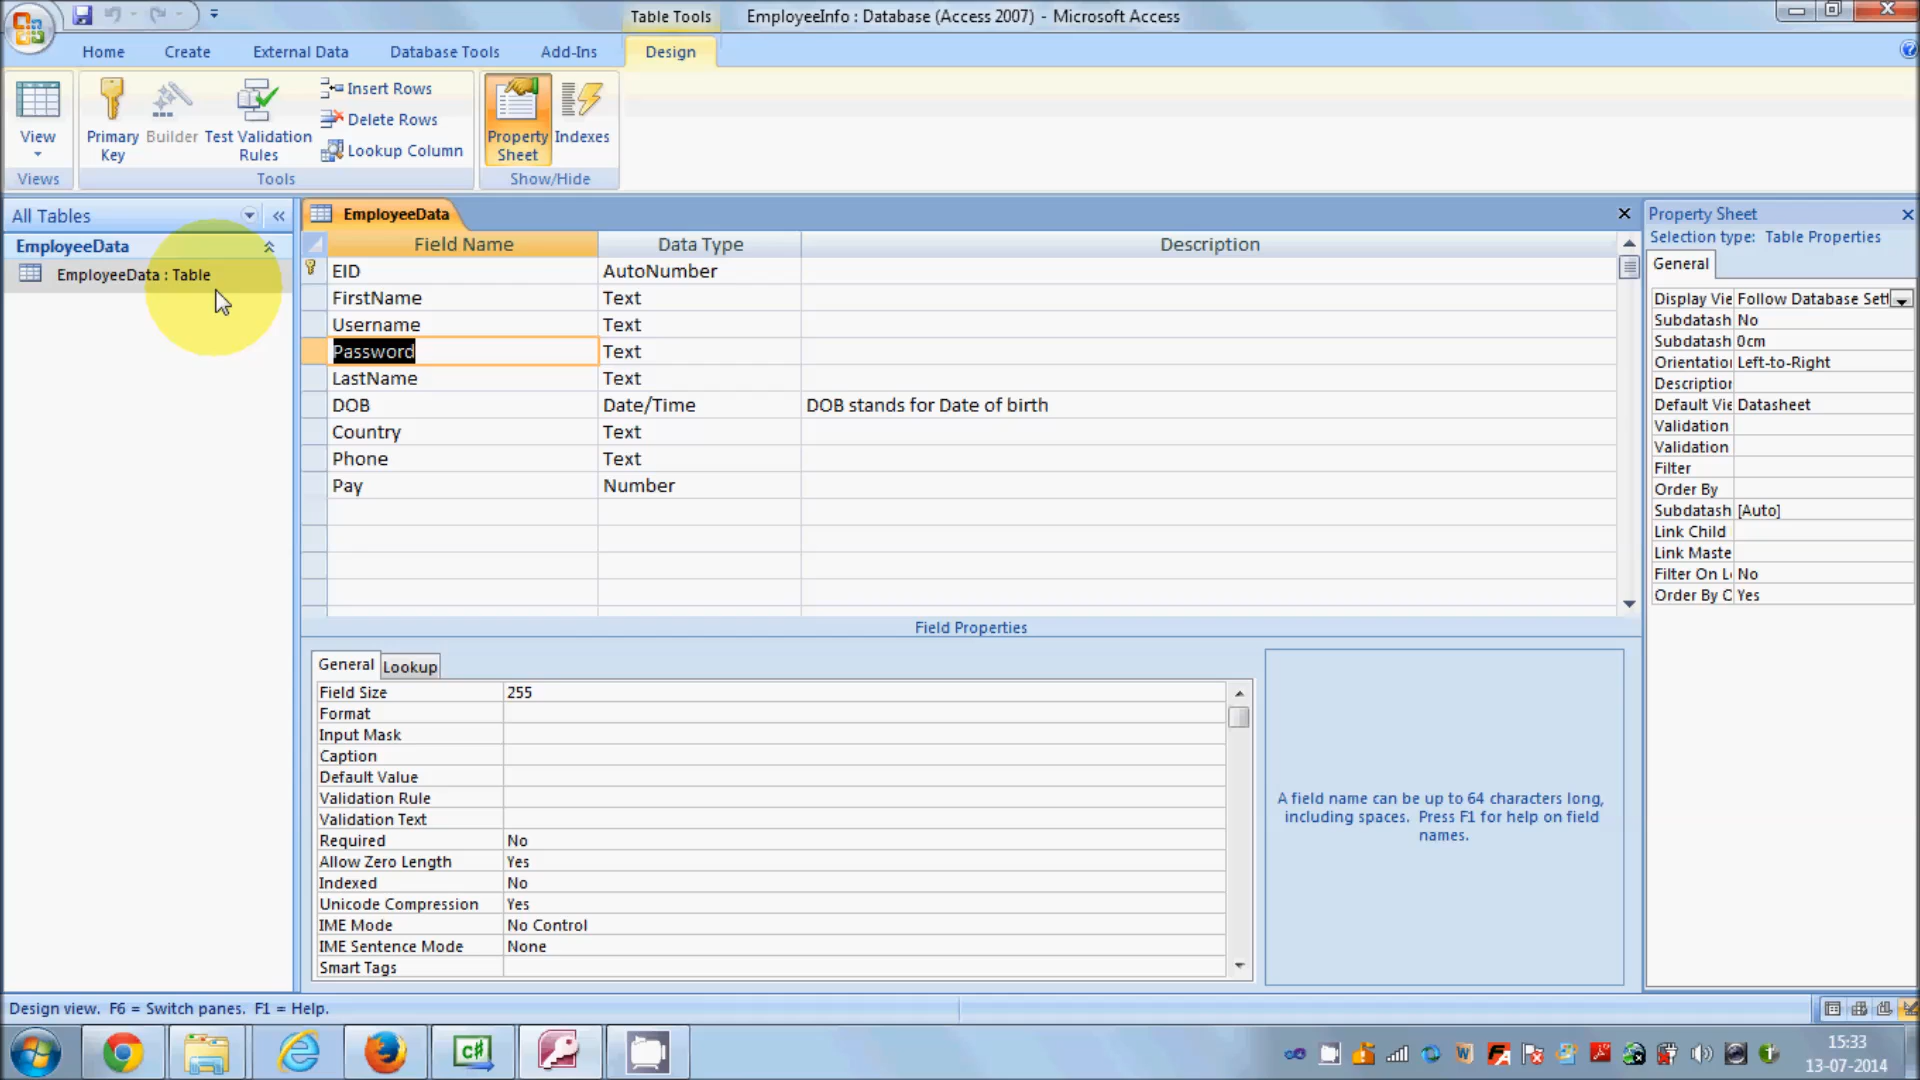 Table Tools
EmployeeInfo : Database (Access 2007) - Microsoft Access
Home
Create
External Data
Database Tools
Add-Ins
Design
View
Primary
Key
Builder
Test Validation
Rules
Insert Rows
Delete Rows
Lookup Column
Property
Sheet
Indexes
Views
Tools
Show/Hide
All Tables
EmployeeData
EmployeeData : Table
EmployeeData
Field Name
Data Type
Description
EID AutoNumber
FirstName Text
Username Text
Password Text
LastName Text
DOB Date/Time DOB stands for Date of birth
Country Text
Phone Text
Pay Number
Field Properties
General
Lookup
Field Size 255
Format
Input Mask
Caption
Default Value
Validation Rule
Validation Text
Required No
Allow Zero Length Yes
Indexed No
Unicode Compression Yes
IME Mode No Control
IME Sentence Mode None
Smart Tags
A field name can be up to 64 characters long,
including spaces. Press F1 for help on field
names.
Property Sheet
Selection type: Table Properties
General
Display Vie Follow Database Sett
Subdatash No
Subdatash 0cm
Orientation Left-to-Right
Description
Default Vie Datasheet
Validation
Validation
Filter
Order By
Subdatash [Auto]
Link Child
Link Maste
Filter On L No
Order By C Yes
Design view. F6 = Switch panes. F1 = Help.
C#
15:33
13-07-2014